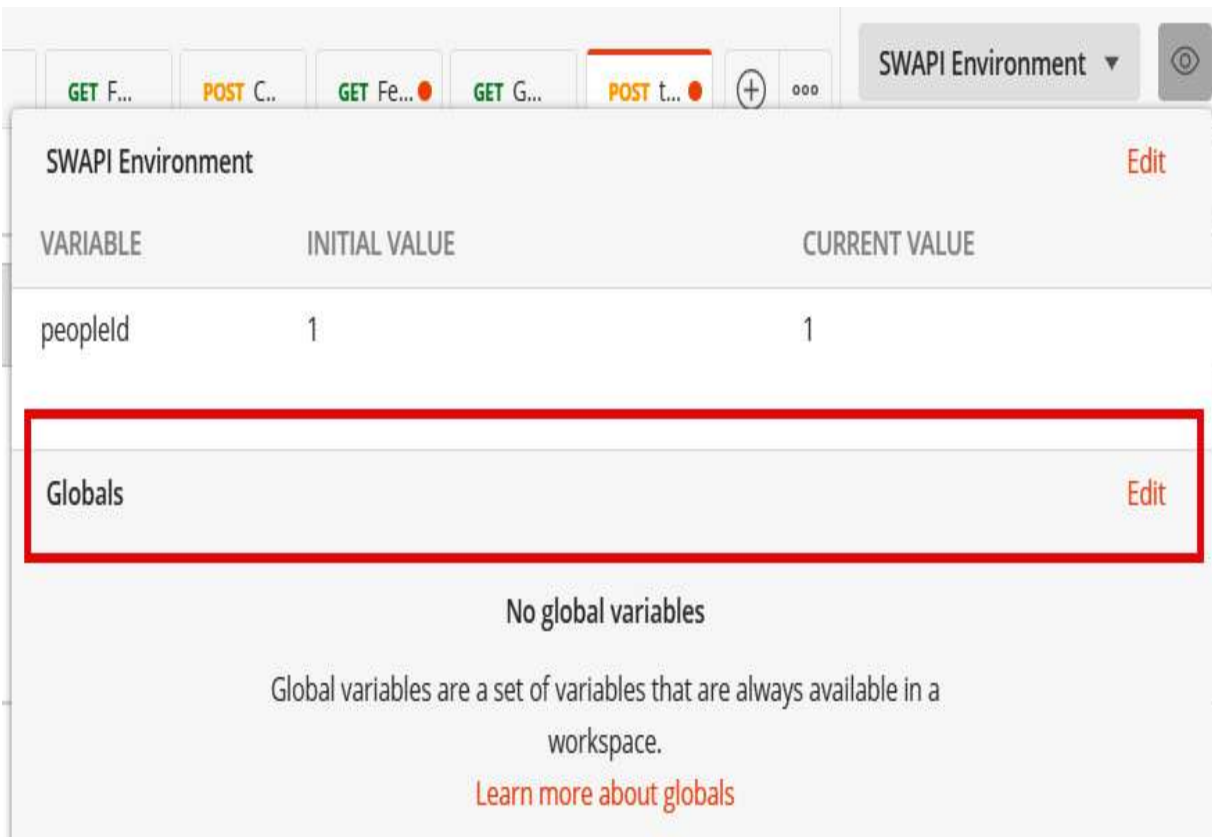 GET F... POST C.. GET Fe... GET G... POST t... SWAPI Environment
SWAPI Environment Edit
VARIABLE INITIAL VALUE CURRENT VALUE
peopleId 1 1
Globals Edit
No global variables
Global variables are a set of variables that are always available in a
workspace.
Learn more about globals